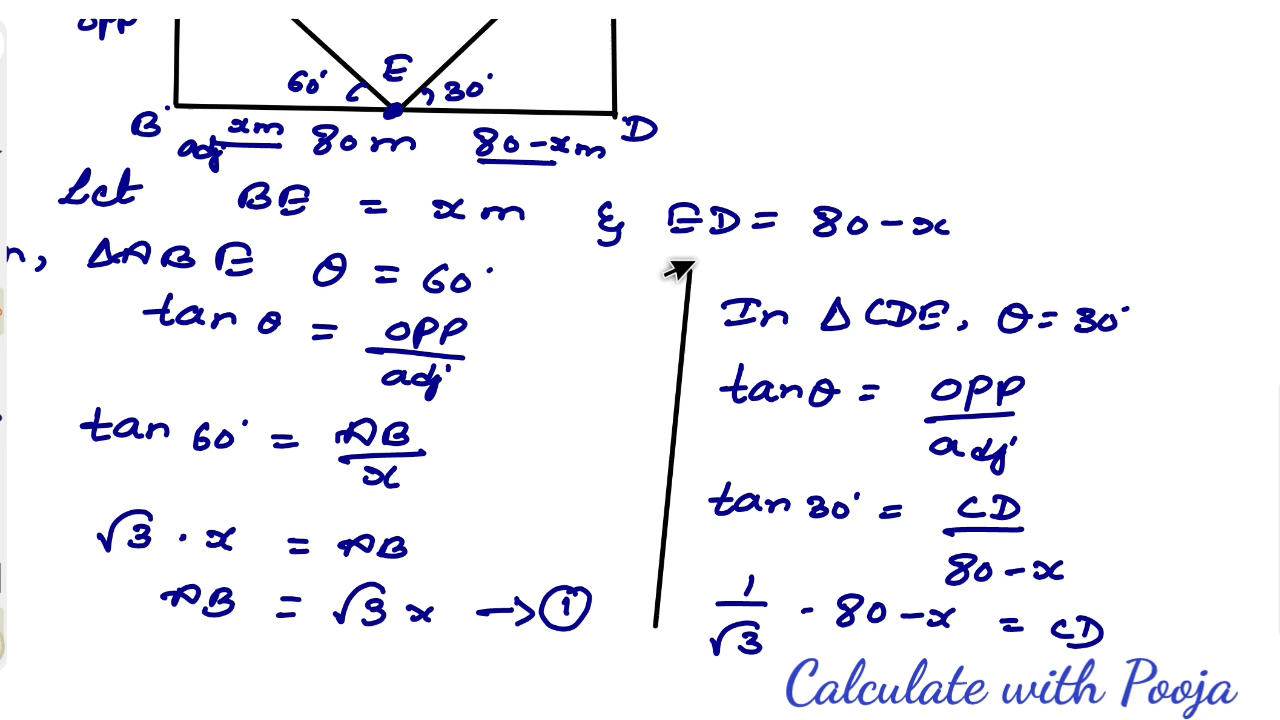 opp
60° E 30°
B xm 80 m 80-xm D
adj
Let BE = x m & ED = 80-x
n, ΔABE θ = 60°
tan θ = opp/adj
tan 60° = AB/x
√3 · x = AB
AB = √3 x → ①
In Δ CDE, θ = 30°
tan θ = opp/adj
tan 30° = CD/80-x
1/√3 · 80-x = CD
Calculate with Pooja